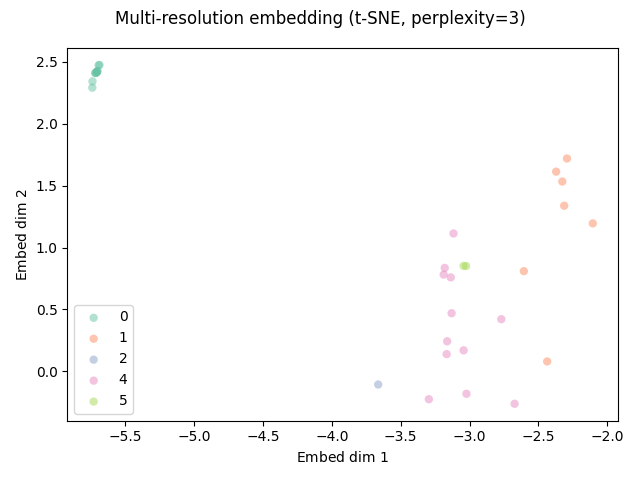 Multi-resolution embedding (t-SNE, perplexity=3)
Embed dim 2
2.5
2.0
1.5
1.0
0.5
0.0
0
1
2
4
5
−5.5 −5.0 −4.5 −4.0 −3.5 −3.0 −2.5 −2.0
Embed dim 1